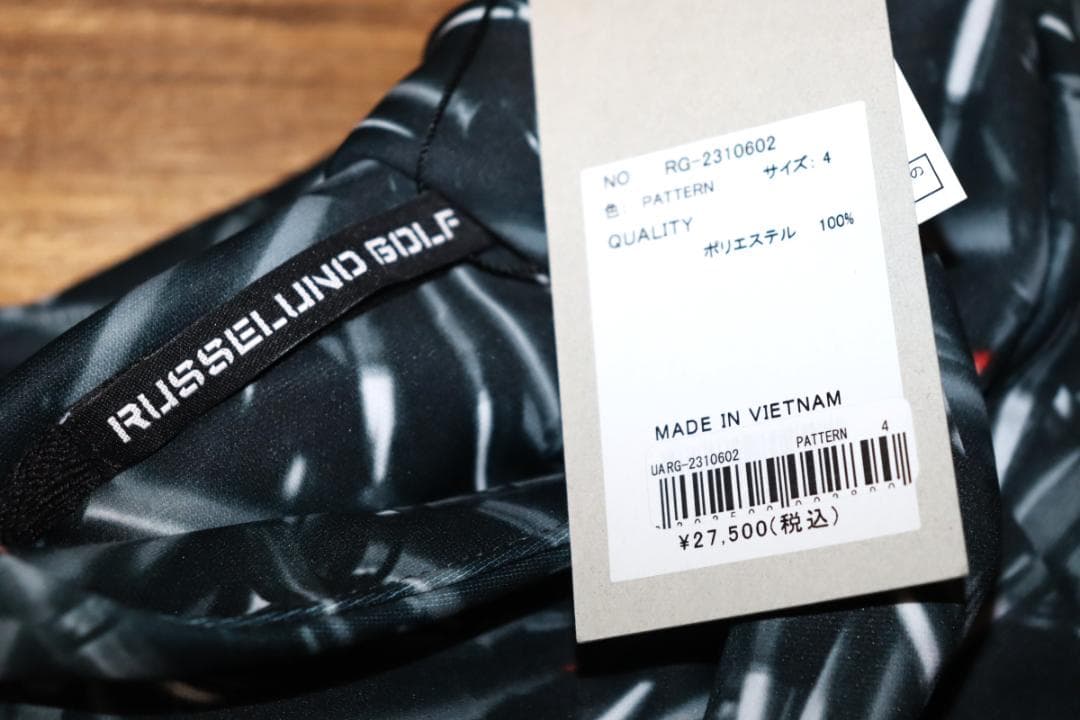 RUSSELUNO GOLF
NO RG-2310602
色: PATTERN サイズ: 4
QUALITY
ポリエステル 100%
MADE IN VIETNAM
PATTERN 4
UARG-2310602
¥27,500(税込)